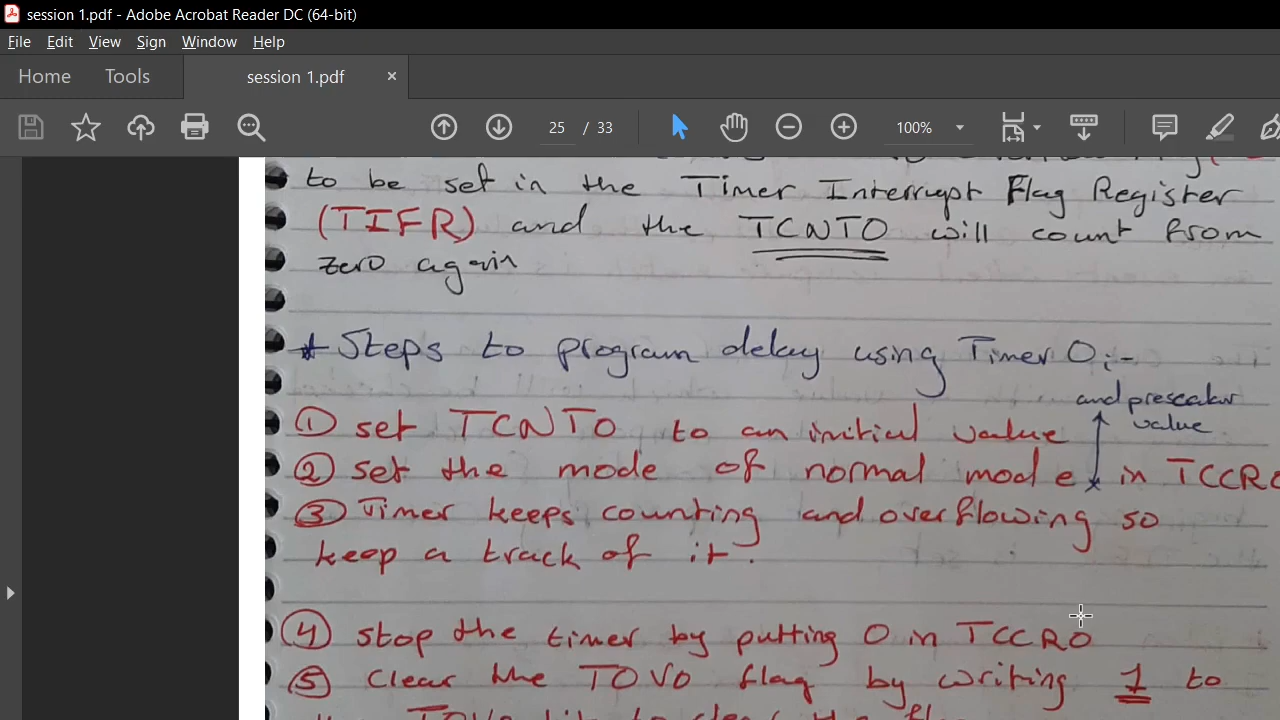 session 1.pdf - Adobe Acrobat Reader DC (64-bit)
File Edit View Sign Window Help
Home Tools session 1.pdf ×
25 / 33 100%
to be set in the Timer Interrupt Flag Register
(TIFR) and the TCNT0 will count from
zero again
* Steps to program delay using Timer 0:-
and prescalar
value
① set TCNT0 to an initial value
② set the mode of normal mode in TCCR0
③ Timer keeps counting and overflowing so
keep a track of it.
④ stop the timer by putting 0 in TCCR0
⑤ clear the TOV0 flag by writing 1 to